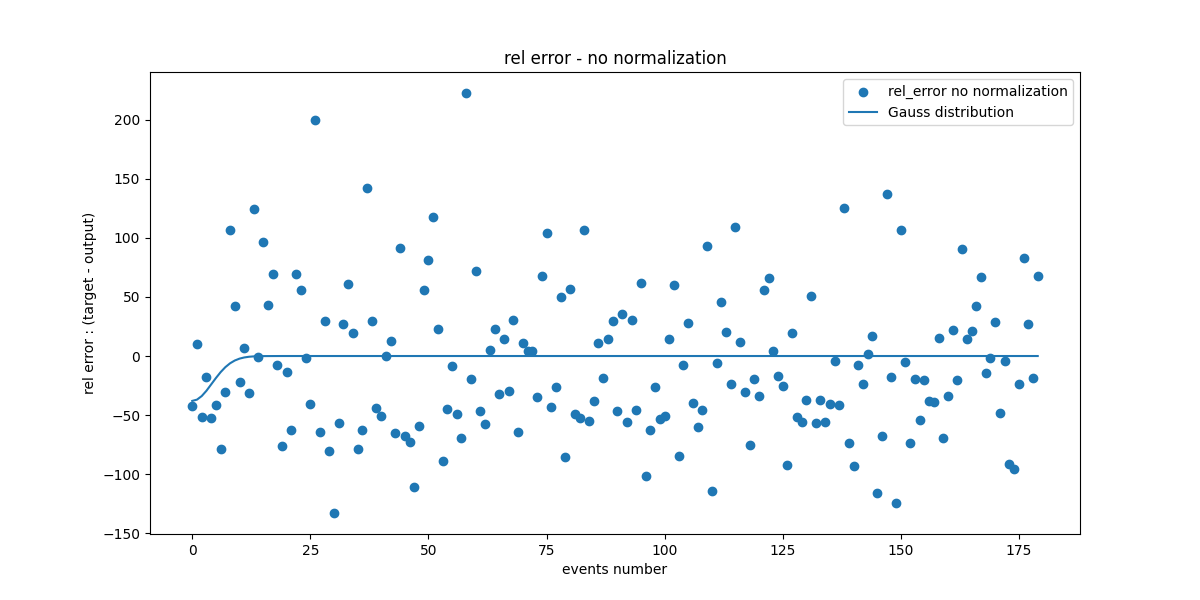 rel error - no normalization
rel_error no normalization
Gauss distribution
rel error : (target - output)
200
150
100
50
0
−50
−100
−150
0 25 50 75 100 125 150 175
events number